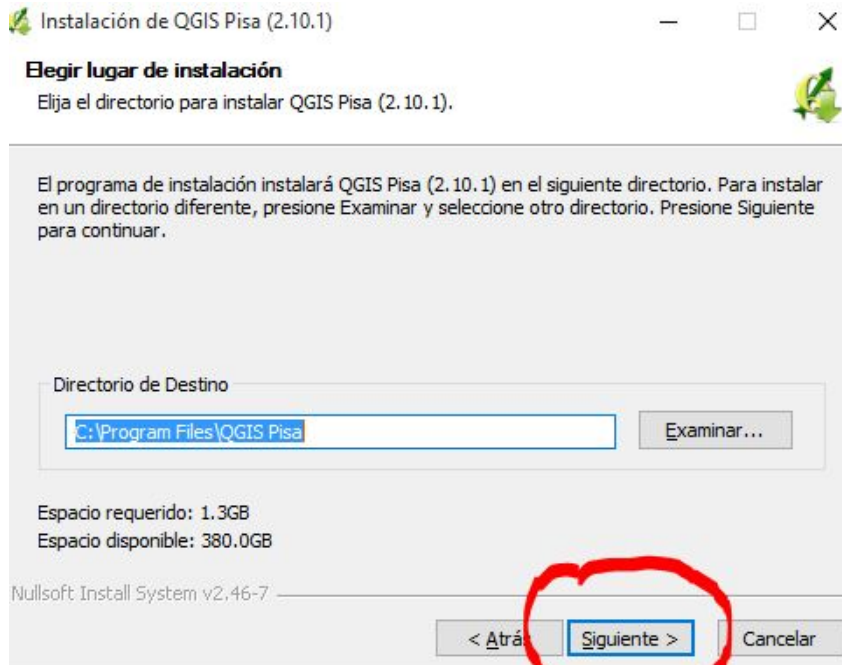 Instalación de QGIS Pisa (2.10.1)
Elegir lugar de instalación
Elija el directorio para instalar QGIS Pisa (2.10.1).
El programa de instalación instalará QGIS Pisa (2.10.1) en el siguiente directorio. Para instalar
en un directorio diferente, presione Examinar y seleccione otro directorio. Presione Siguiente
para continuar.
Directorio de Destino
C:\Program Files\QGIS Pisa
Examinar...
Espacio requerido: 1.3GB
Espacio disponible: 380.0GB
Nullsoft Install System v2.46-7
< Atrás
Siguiente >
Cancelar